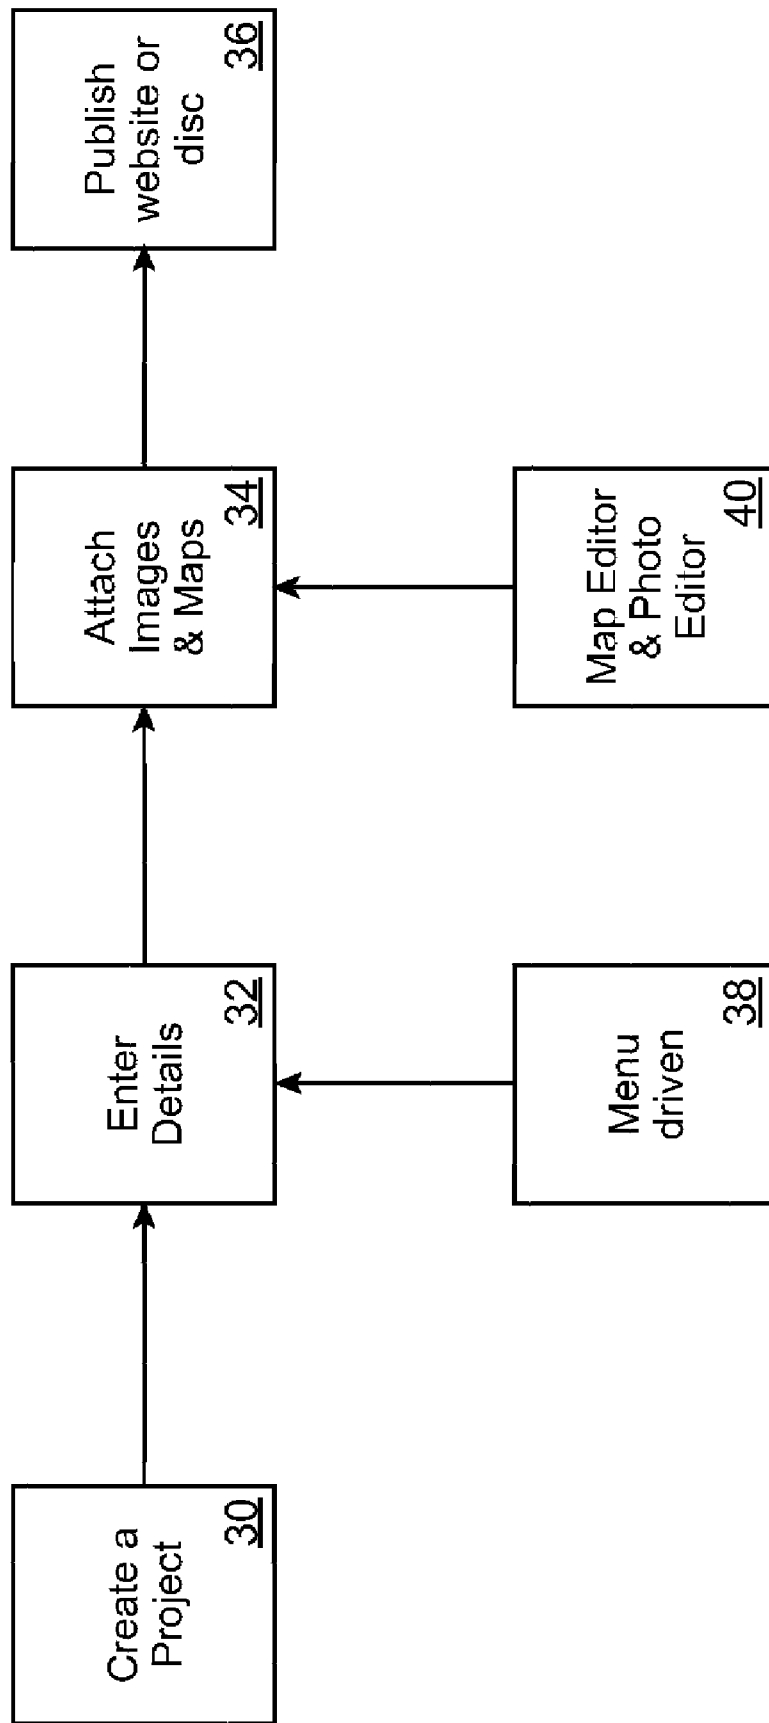 Create a
Project
30
Enter
Details
32
Attach
Images
& Maps
34
Publish
website or
disc
36
Menu
driven
38
Map Editor
& Photo
Editor
40